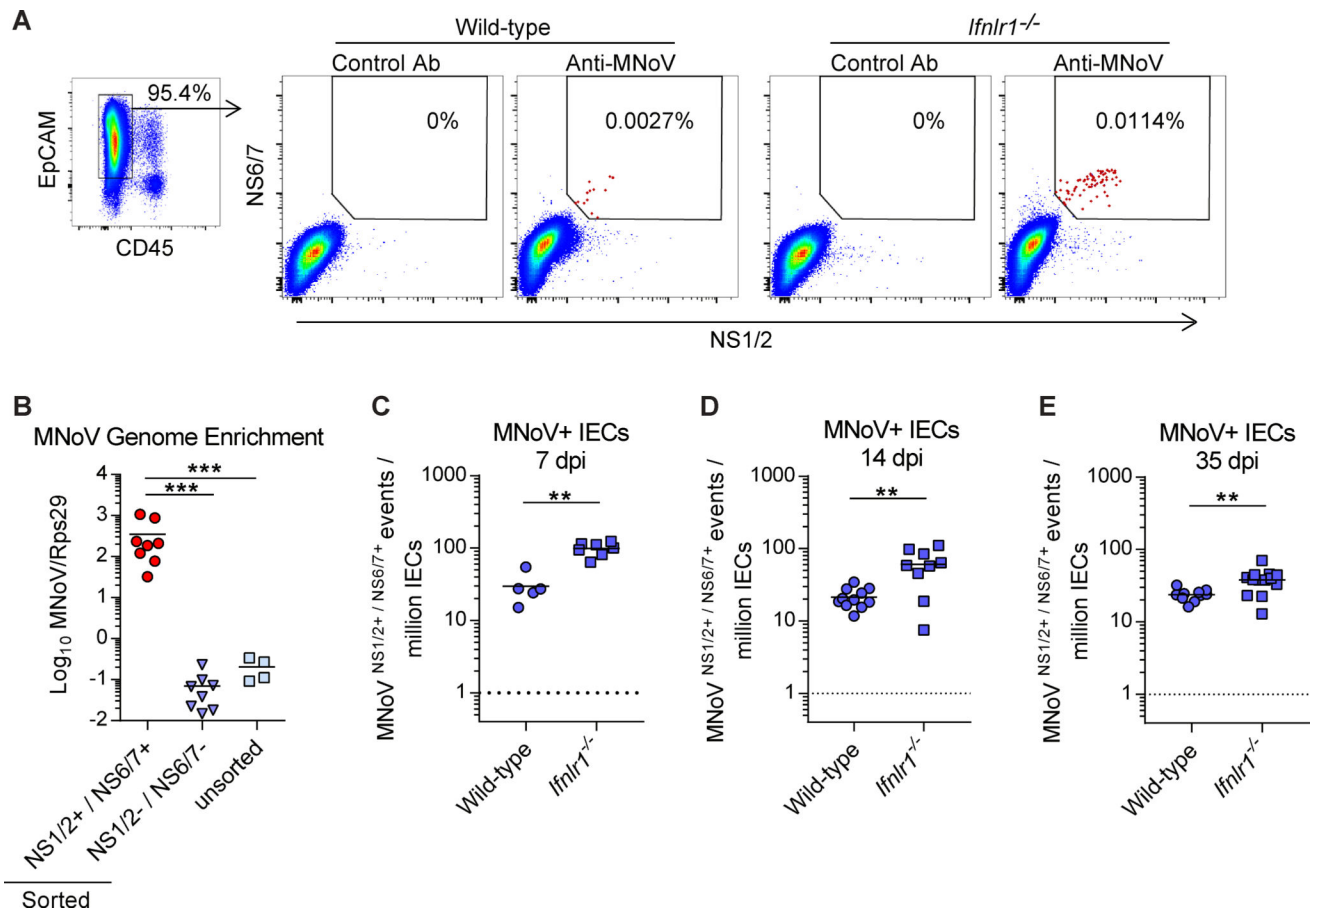 A
Wild-type
Ifnlr1-/-
Control Ab
Anti-MNoV
Control Ab
Anti-MNoV
95.4%
0%
0.0027%
0%
0.0114%
EpCAM
NS6/7
CD45
NS1/2
B
MNoV Genome Enrichment
***
***
Log10 MNoV/Rps29
4
3
2
1
0
-1
-2
NS1/2+ / NS6/7+
NS1/2- / NS6/7-
unsorted
Sorted
C
MNoV+ IECs
7 dpi
**
MNoV NS1/2+ / NS6/7+ events /
million IECs
1000
100
10
1
Wild-type
Ifnlr1-/-
D
MNoV+ IECs
14 dpi
**
MNoV NS1/2+ / NS6/7+ events /
million IECs
1000
100
10
1
Wild-type
Ifnlr1-/-
E
MNoV+ IECs
35 dpi
**
MNoV NS1/2+ / NS6/7+ events /
million IECs
1000
100
10
1
Wild-type
Ifnlr1-/-